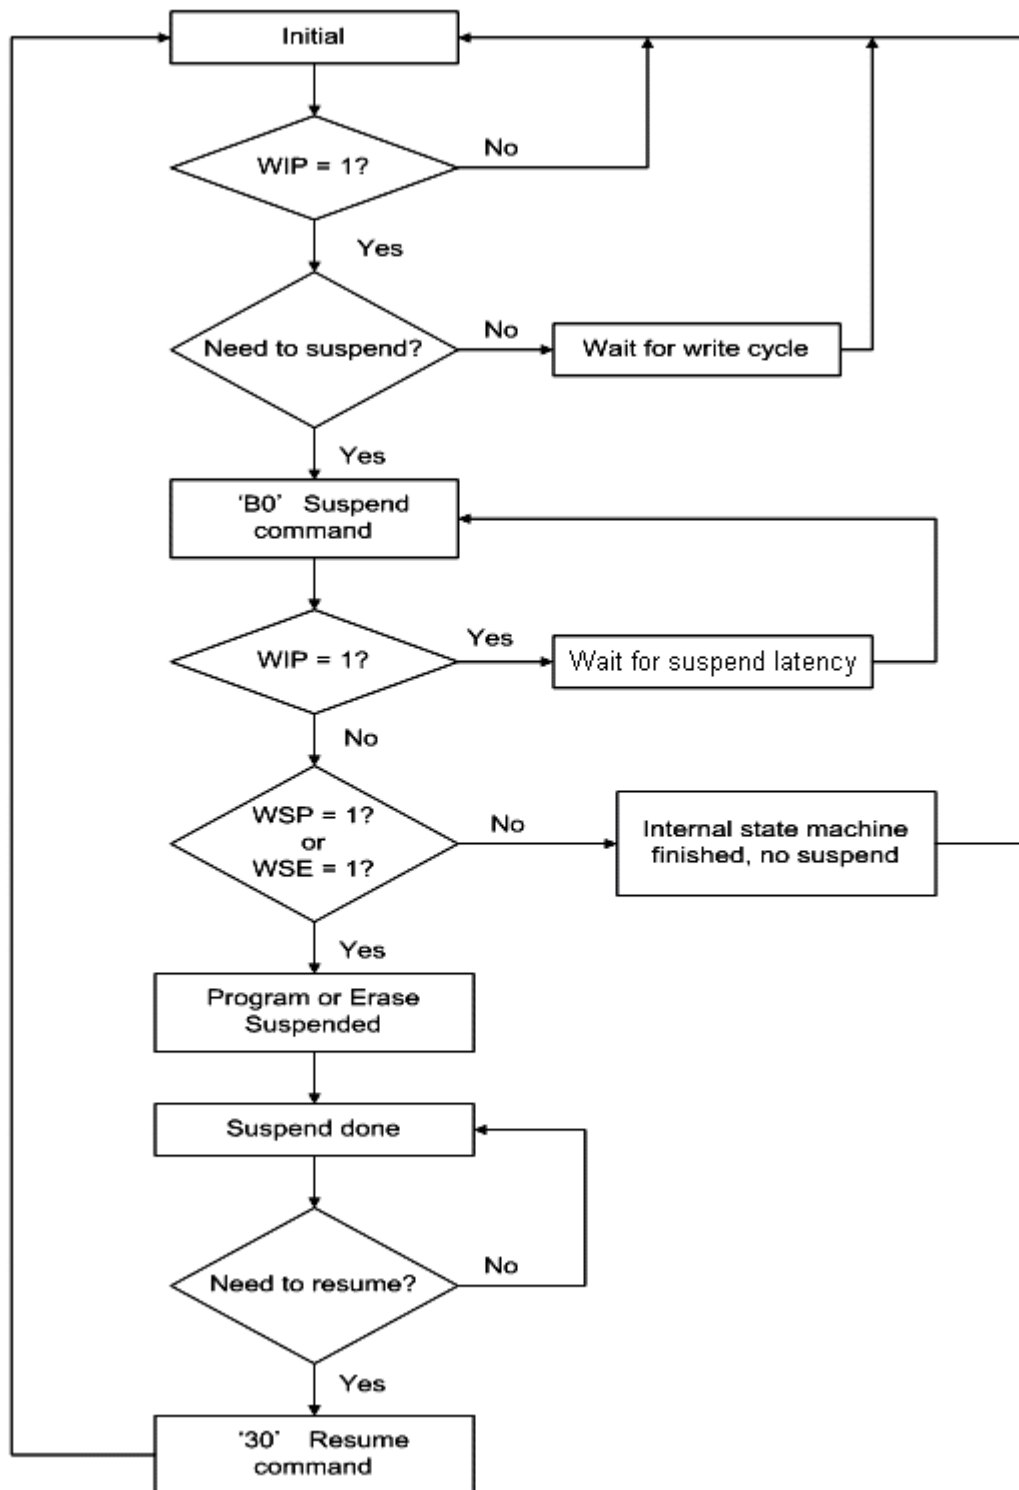 Initial
WIP = 1?
No
Yes
Need to suspend?
No
Wait for write cycle
Yes
‘B0’ Suspend
command
WIP = 1?
Yes
Wait for suspend latency
No
WSP = 1?
or
WSE = 1?
No
Internal state machine
finished, no suspend
Yes
Program or Erase
Suspended
Suspend done
Need to resume?
No
Yes
‘30’ Resume
command